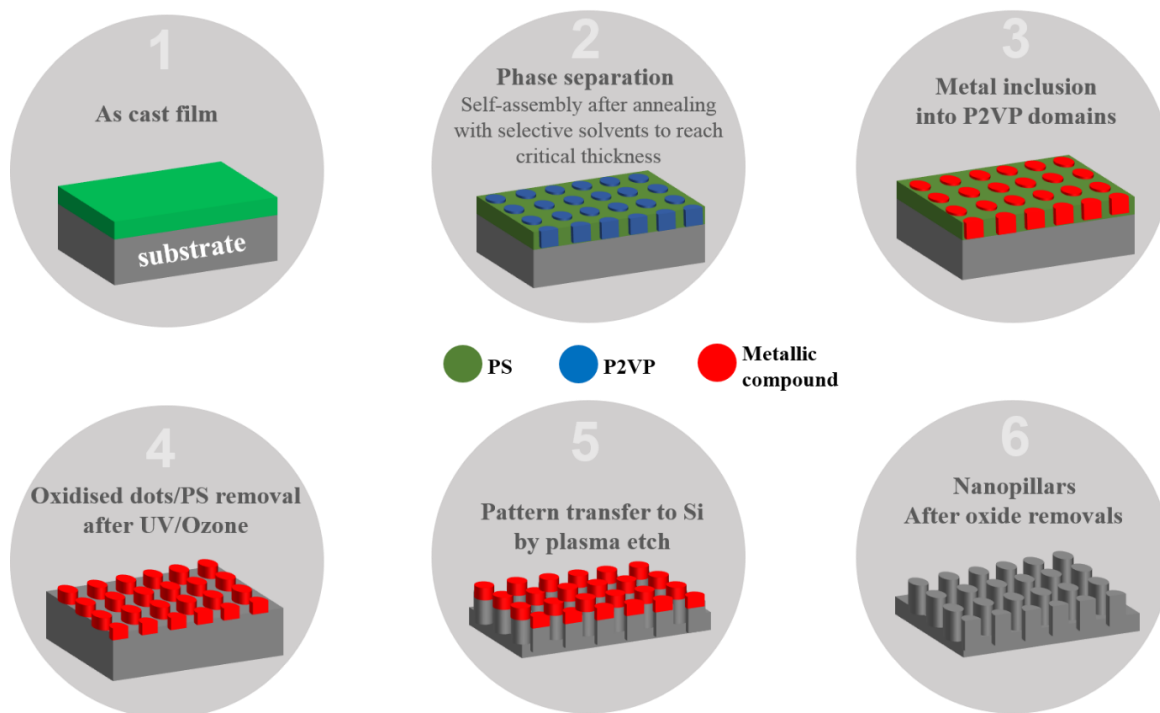 1
As cast film
substrate
2
Phase separation
Self-assembly after annealing
with selective solvents to reach
critical thickness
3
Metal inclusion
into P2VP domains
PS
P2VP
Metallic
compound
4
Oxidised dots/PS removal
after UV/Ozone
5
Pattern transfer to Si
by plasma etch
6
Nanopillars
After oxide removals